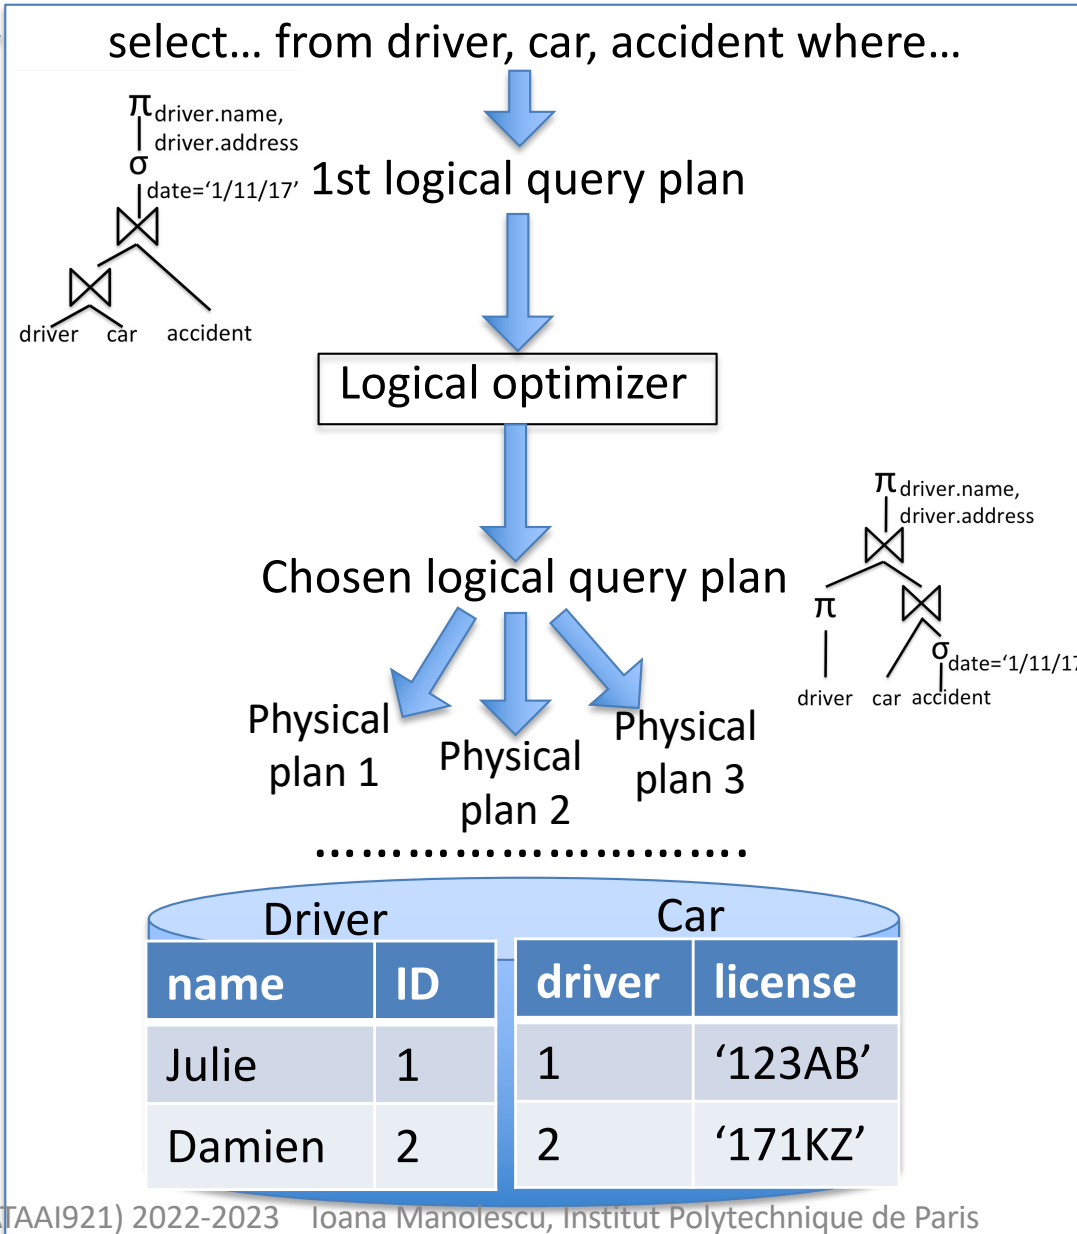 select... from driver, car, accident where...
π driver.name,
driver.address
σ
date=‘1/11/17’
1st logical query plan
driver car accident
Logical optimizer
π driver.name,
driver.address
Chosen logical query plan
π
σ date=‘1/11/17
driver car accident
Physical
plan 1
Physical
plan 2
Physical
plan 3
Driver Car
name ID driver license
Julie 1 1 ‘123AB’
Damien 2 2 ‘171KZ’
TAAI921) 2022-2023 Ioana Manolescu, Institut Polytechnique de Paris